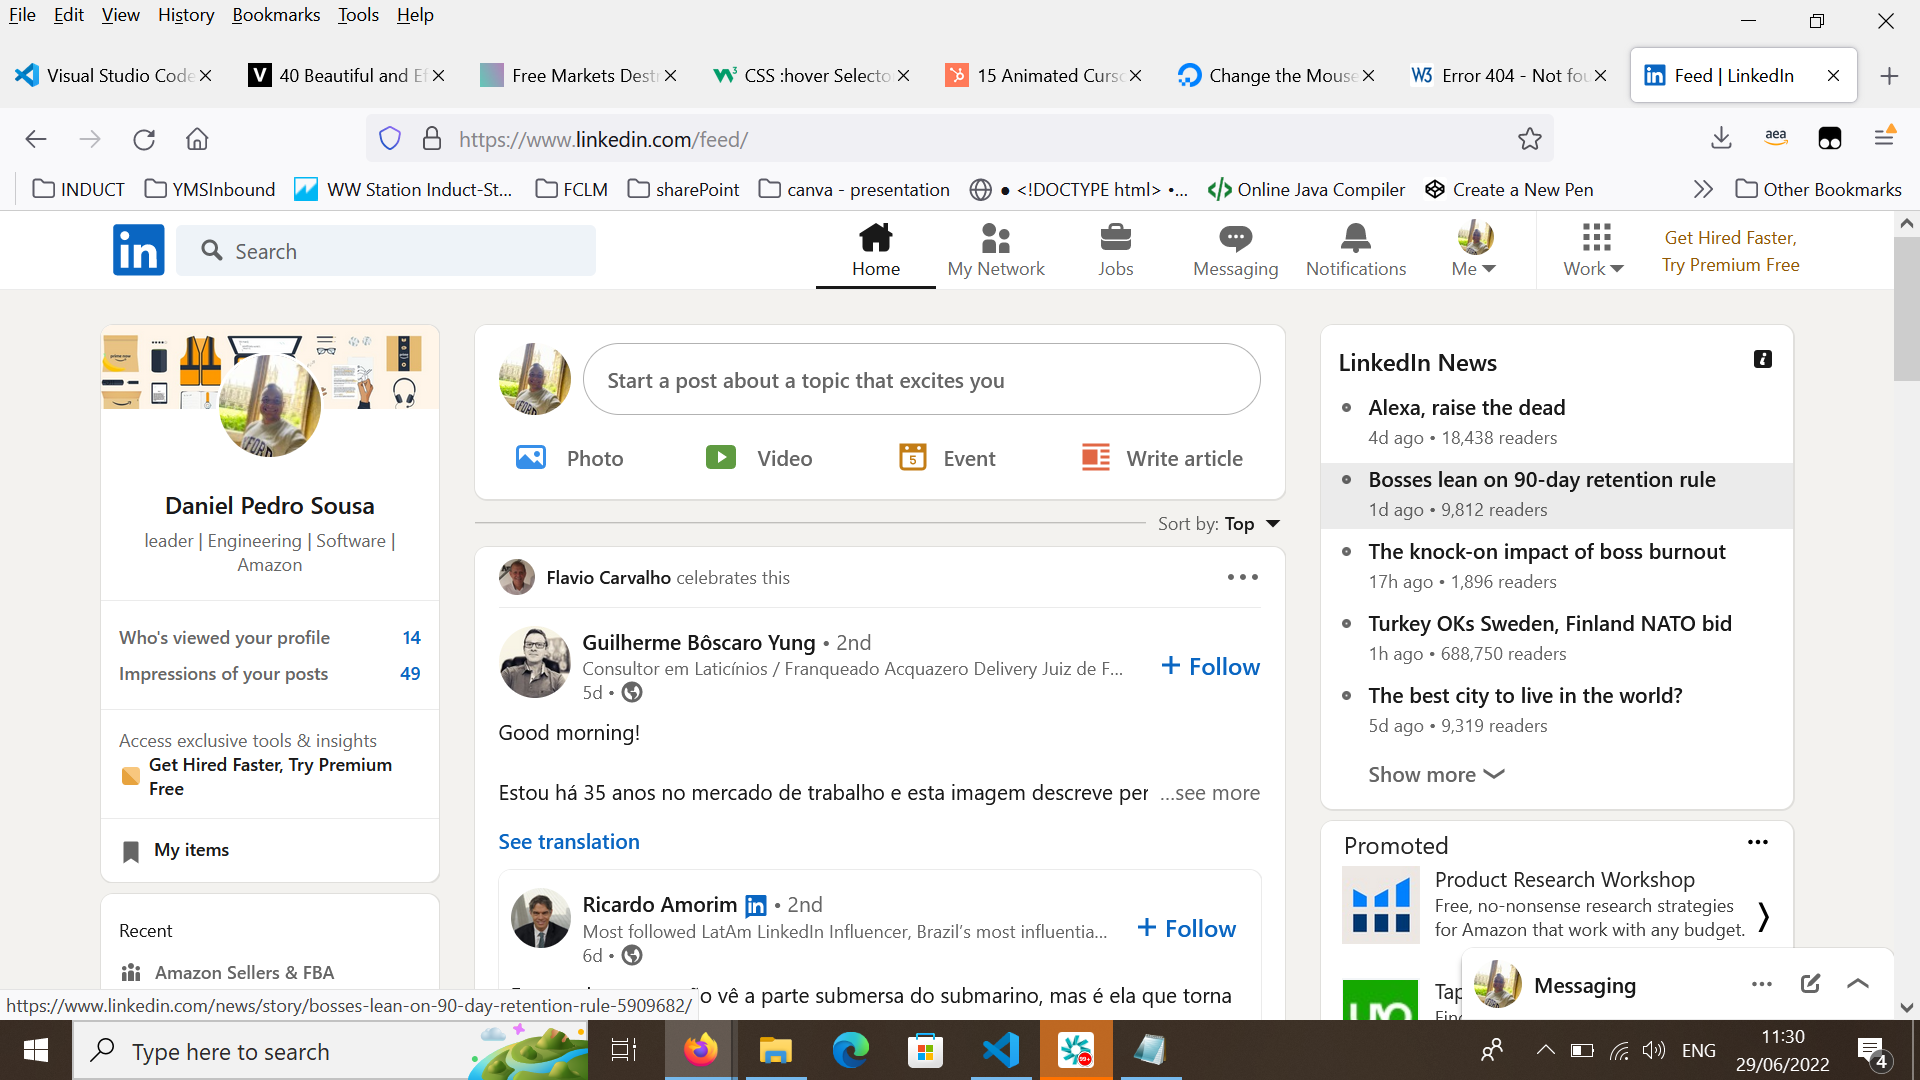 File Edit View History Bookmarks Tools Help
Visual Studio Code
40 Beautiful and Ef
Free Markets Dest
CSS :hover Selecto
15 Animated Curso
Change the Mouse
Error 404 - Not fou
Feed | LinkedIn
https://www.linkedin.com/feed/
aea
INDUCT YMSInbound WW Station Induct-St... FCLM sharePoint canva - presentation ● <!DOCTYPE html> •... Online Java Compiler Create a New Pen Other Bookmarks
in Search
Home My Network Jobs Messaging Notifications Me Work
Get Hired Faster,
Try Premium Free
Daniel Pedro Sousa
leader | Engineering | Software |
Amazon
Who's viewed your profile 14
Impressions of your posts 49
Access exclusive tools & insights
Get Hired Faster, Try Premium
Free
My items
Recent
Amazon Sellers & FBA
https://www.linkedin.com/news/story/bosses-lean-on-90-day-retention-rule-5909682/
Start a post about a topic that excites you
Photo Video Event Write article
Sort by: Top
Flavio Carvalho celebrates this
Guilherme Bôscaro Yung • 2nd
Consultor em Laticínios / Franqueado Acquazero Delivery Juiz de F...
5d •
+ Follow
Good morning!
Estou há 35 anos no mercado de trabalho e esta imagem descreve per ...see more
See translation
Ricardo Amorim in • 2nd
Most followed LatAm LinkedIn Influencer, Brazil's most influentia...
6d •
+ Follow
vê a parte submersa do submarino, mas é ela que torna
LinkedIn News
Alexa, raise the dead
4d ago • 18,438 readers
Bosses lean on 90-day retention rule
1d ago • 9,812 readers
The knock-on impact of boss burnout
17h ago • 1,896 readers
Turkey OKs Sweden, Finland NATO bid
1h ago • 688,750 readers
The best city to live in the world?
5d ago • 9,319 readers
Show more
Promoted
Product Research Workshop
Free, no-nonsense research strategies
for Amazon that work with any budget.
Messaging
Type here to search
99+
ENG
11:30
29/06/2022
4